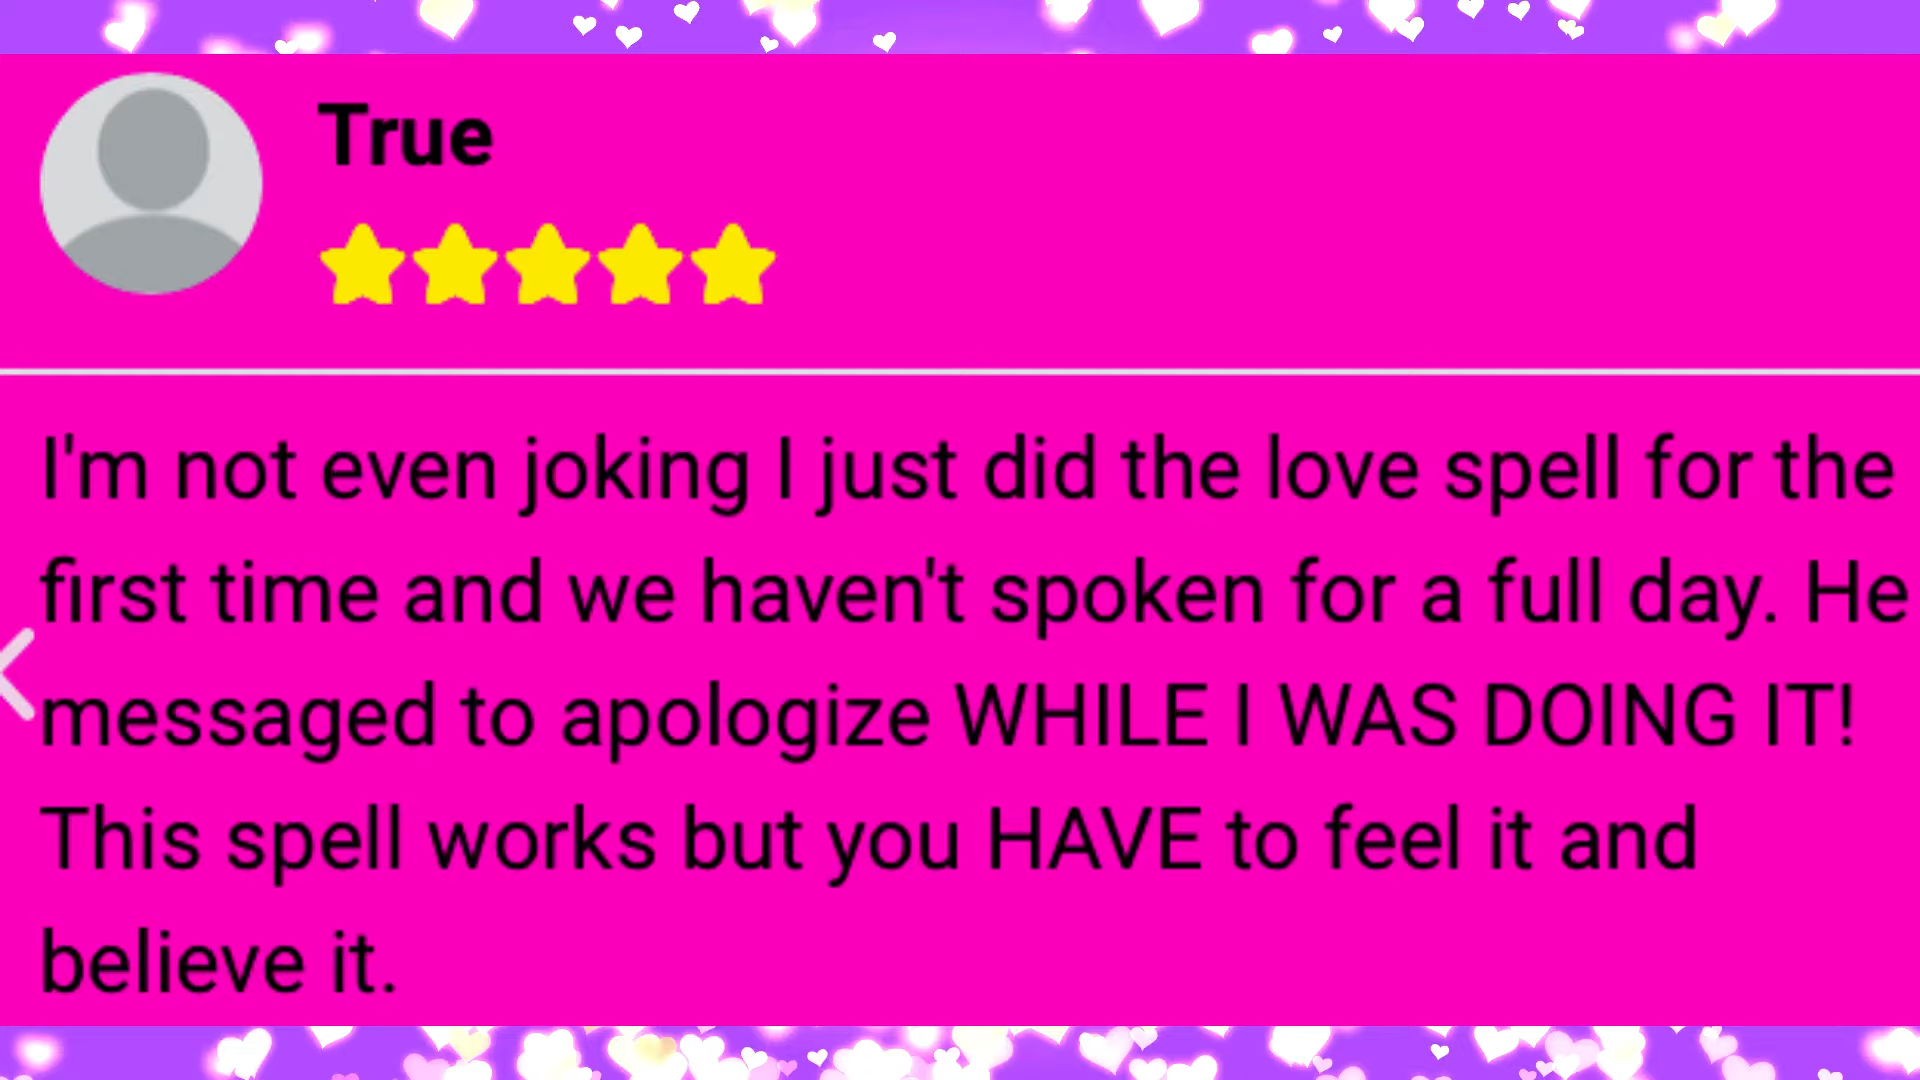 True
I'm not even joking I just did the love spell for the
first time and we haven't spoken for a full day. He
messaged to apologize WHILE I WAS DOING IT!
This spell works but you HAVE to feel it and
believe it.